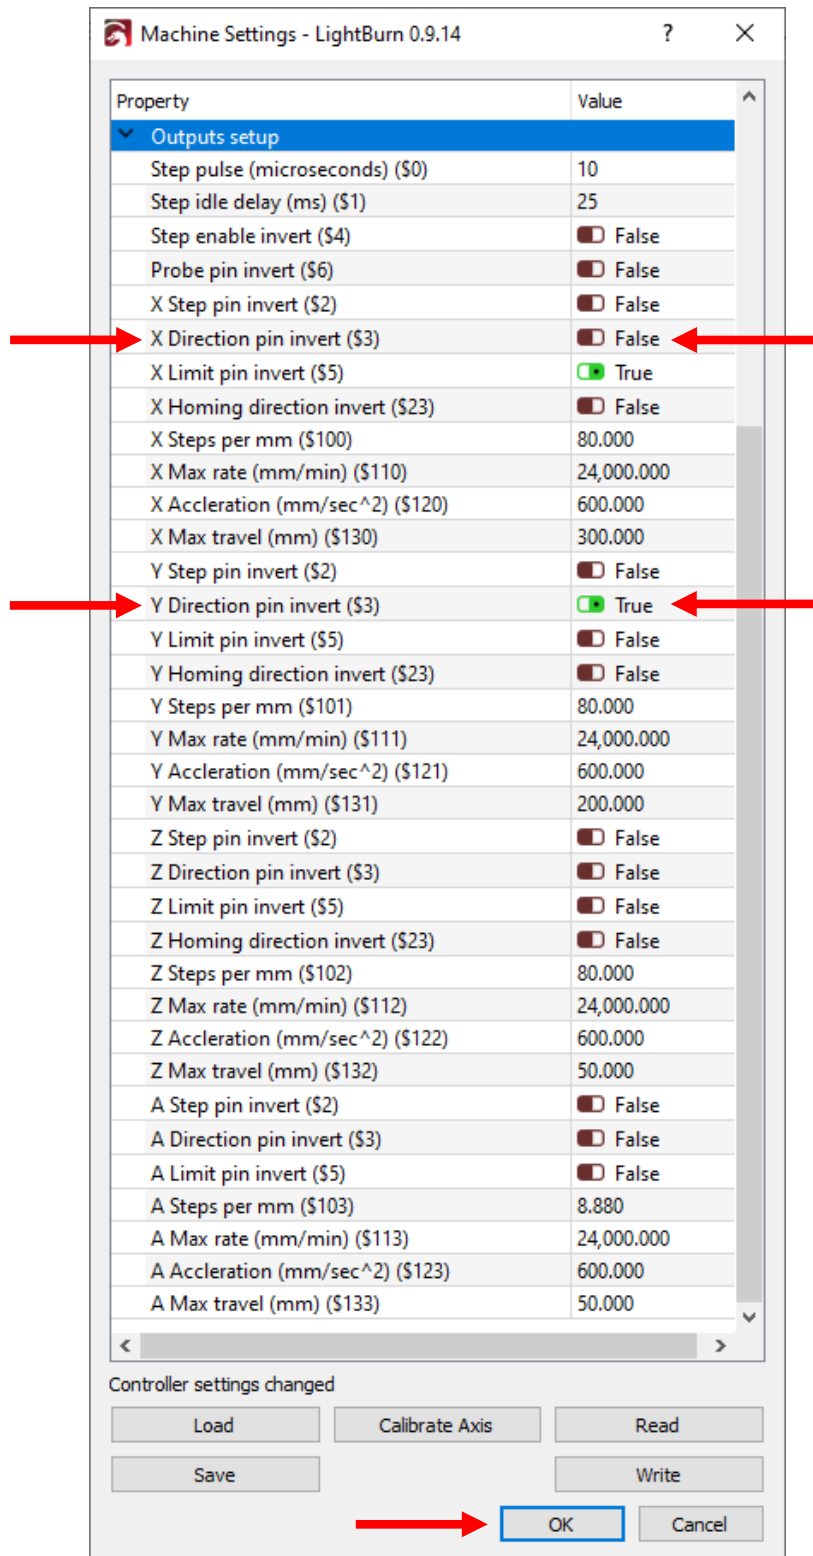 Machine Settings - LightBurn 0.9.14 ?
Property Value
Outputs setup
Step pulse (microseconds) ($0) 10
Step idle delay (ms) ($1) 25
Step enable invert ($4) False
Probe pin invert ($6) False
X Step pin invert ($2) False
X Direction pin invert ($3) False
X Limit pin invert ($5) True
X Homing direction invert ($23) False
X Steps per mm ($100) 80.000
X Max rate (mm/min) ($110) 24,000.000
X Accleration (mm/sec^2) ($120) 600.000
X Max travel (mm) ($130) 300.000
Y Step pin invert ($2) False
Y Direction pin invert ($3) True
Y Limit pin invert ($5) False
Y Homing direction invert ($23) False
Y Steps per mm ($101) 80.000
Y Max rate (mm/min) ($111) 24,000.000
Y Accleration (mm/sec^2) ($121) 600.000
Y Max travel (mm) ($131) 200.000
Z Step pin invert ($2) False
Z Direction pin invert ($3) False
Z Limit pin invert ($5) False
Z Homing direction invert ($23) False
Z Steps per mm ($102) 80.000
Z Max rate (mm/min) ($112) 24,000.000
Z Accleration (mm/sec^2) ($122) 600.000
Z Max travel (mm) ($132) 50.000
A Step pin invert ($2) False
A Direction pin invert ($3) False
A Limit pin invert ($5) False
A Steps per mm ($103) 8.880
A Max rate (mm/min) ($113) 24,000.000
A Accleration (mm/sec^2) ($123) 600.000
A Max travel (mm) ($133) 50.000
Controller settings changed
Load Calibrate Axis Read
Save Write
OK Cancel